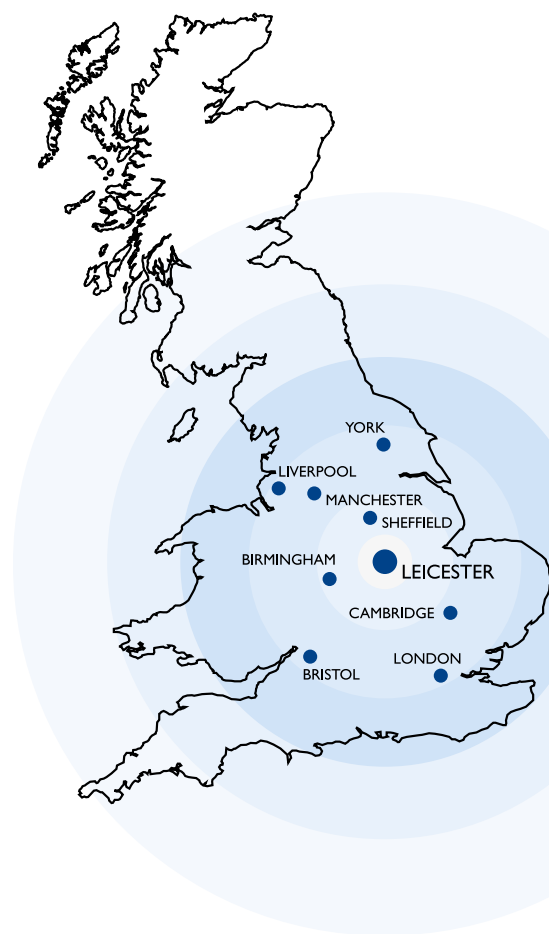 YORK
LIVERPOOL
MANCHESTER
SHEFFIELD
BIRMINGHAM
LEICESTER
CAMBRIDGE
LONDON
BRISTOL